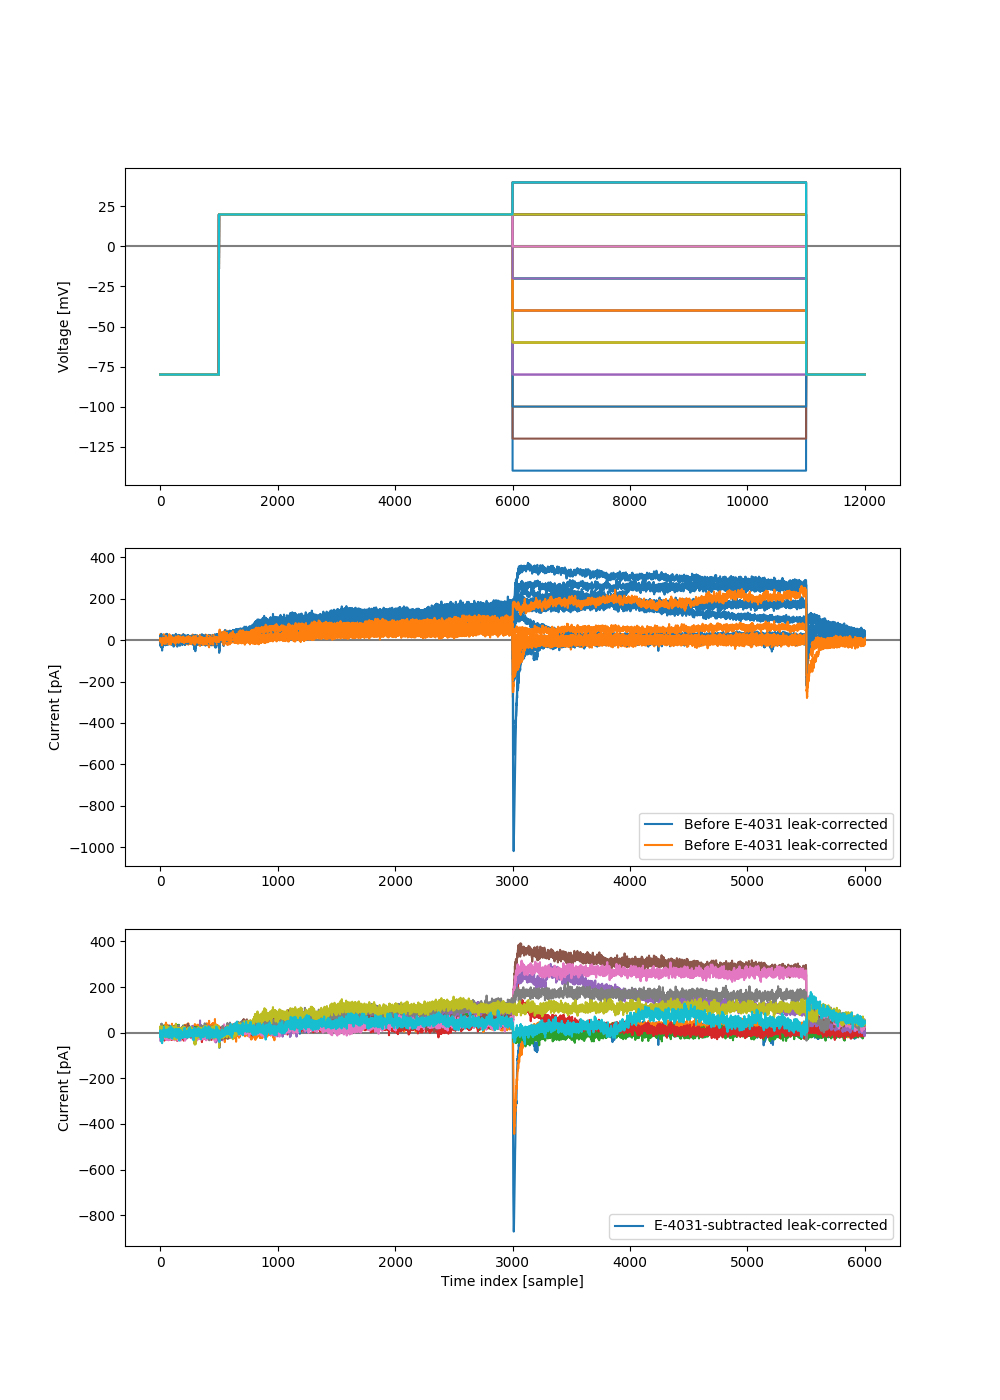 25
0
−25
−50
−75
−100
−125
Voltage [mV]
0 2000 4000 6000 8000 10000 12000
400
200
0
−200
−400
−600
−800
−1000
Current [pA]
Before E-4031 leak-corrected
Before E-4031 leak-corrected
0 1000 2000 3000 4000 5000 6000
400
200
0
−200
−400
−600
−800
Current [pA]
E-4031-subtracted leak-corrected
0 1000 2000 3000 4000 5000 6000
Time index [sample]